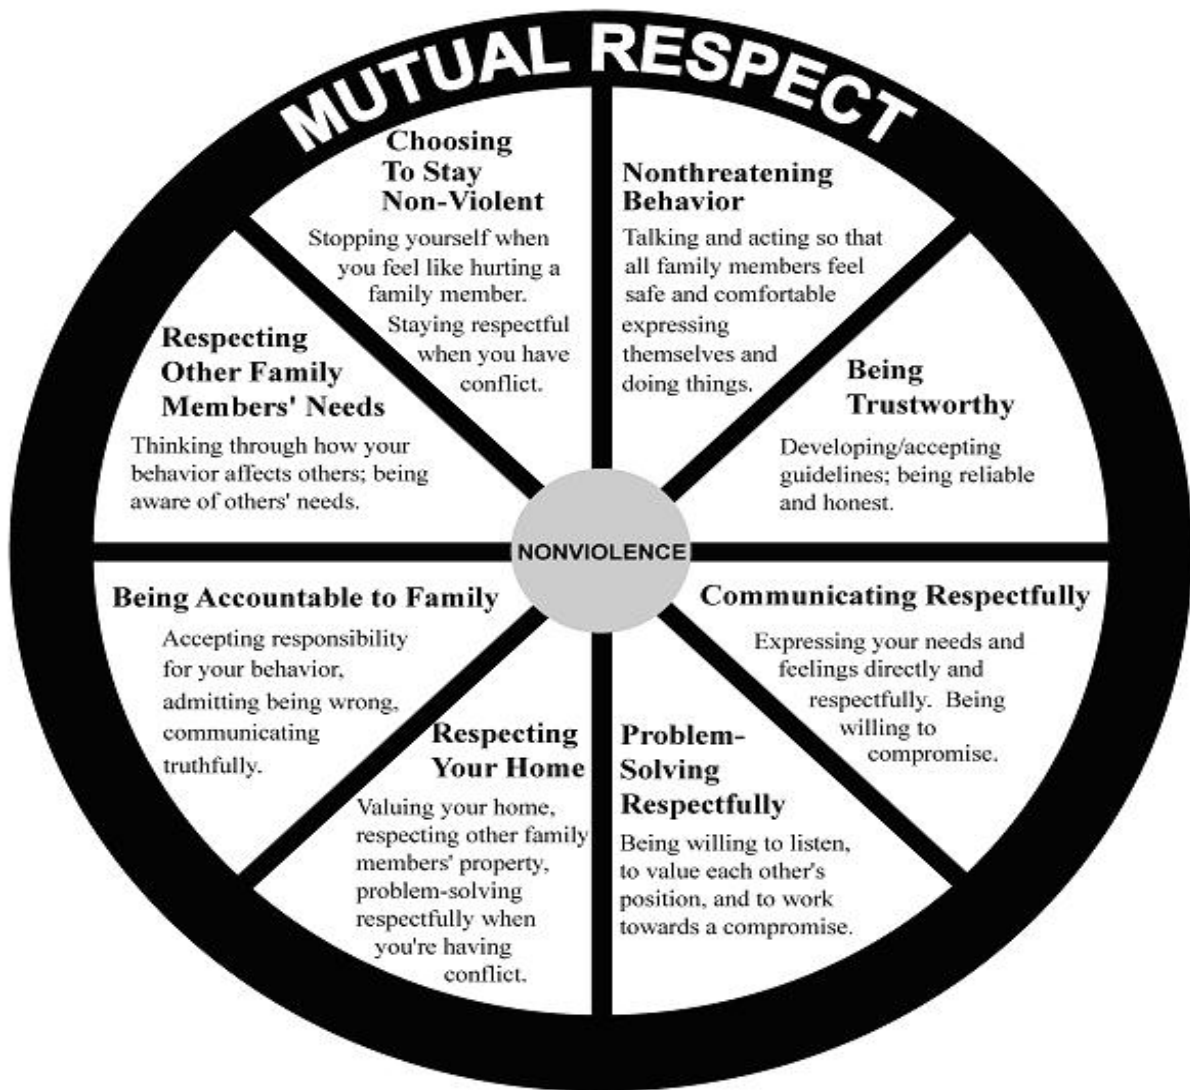 MUTUAL RESPECT
Choosing
To Stay
Non-Violent
Stopping yourself when
you feel like hurting a
family member.
Staying respectful
when you have
conflict.
Nonthreatening
Behavior
Talking and acting so that
all family members feel
safe and comfortable
expressing
themselves and
doing things.
Being
Trustworthy
Developing/accepting
guidelines; being reliable
and honest.
Communicating Respectfully
Expressing your needs and
feelings directly and
respectfully. Being
willing to
compromise.
Problem-
Solving
Respectfully
Being willing to listen,
to value each other's
position, and to work
towards a compromise.
Respecting
Your Home
Valuing your home,
respecting other family
members' property,
problem-solving
respectfully when
you're having
conflict.
Being Accountable to Family
Accepting responsibility
for your behavior,
admitting being wrong,
communicating
truthfully.
Respecting
Other Family
Members' Needs
Thinking through how your
behavior affects others; being
aware of others' needs.
NONVIOLENCE